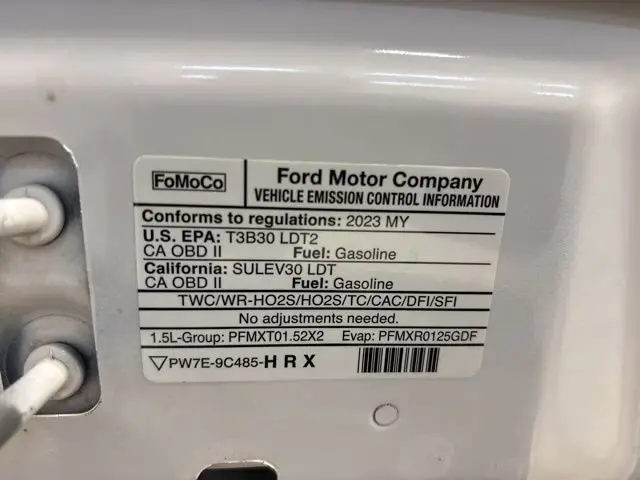 FoMoCo
Ford Motor Company
VEHICLE EMISSION CONTROL INFORMATION
Conforms to regulations: 2023 MY
U.S. EPA: T3B30 LDT2
CA OBD II Fuel: Gasoline
California: SULEV30 LDT
CA OBD II Fuel: Gasoline
TWC/WR-HO2S/HO2S/TC/CAC/DFI/SFI
No adjustments needed.
1.5L-Group: PFMXT01.52X2 Evap: PFMXR0125GDF
▽PW7E-9C485-H R X